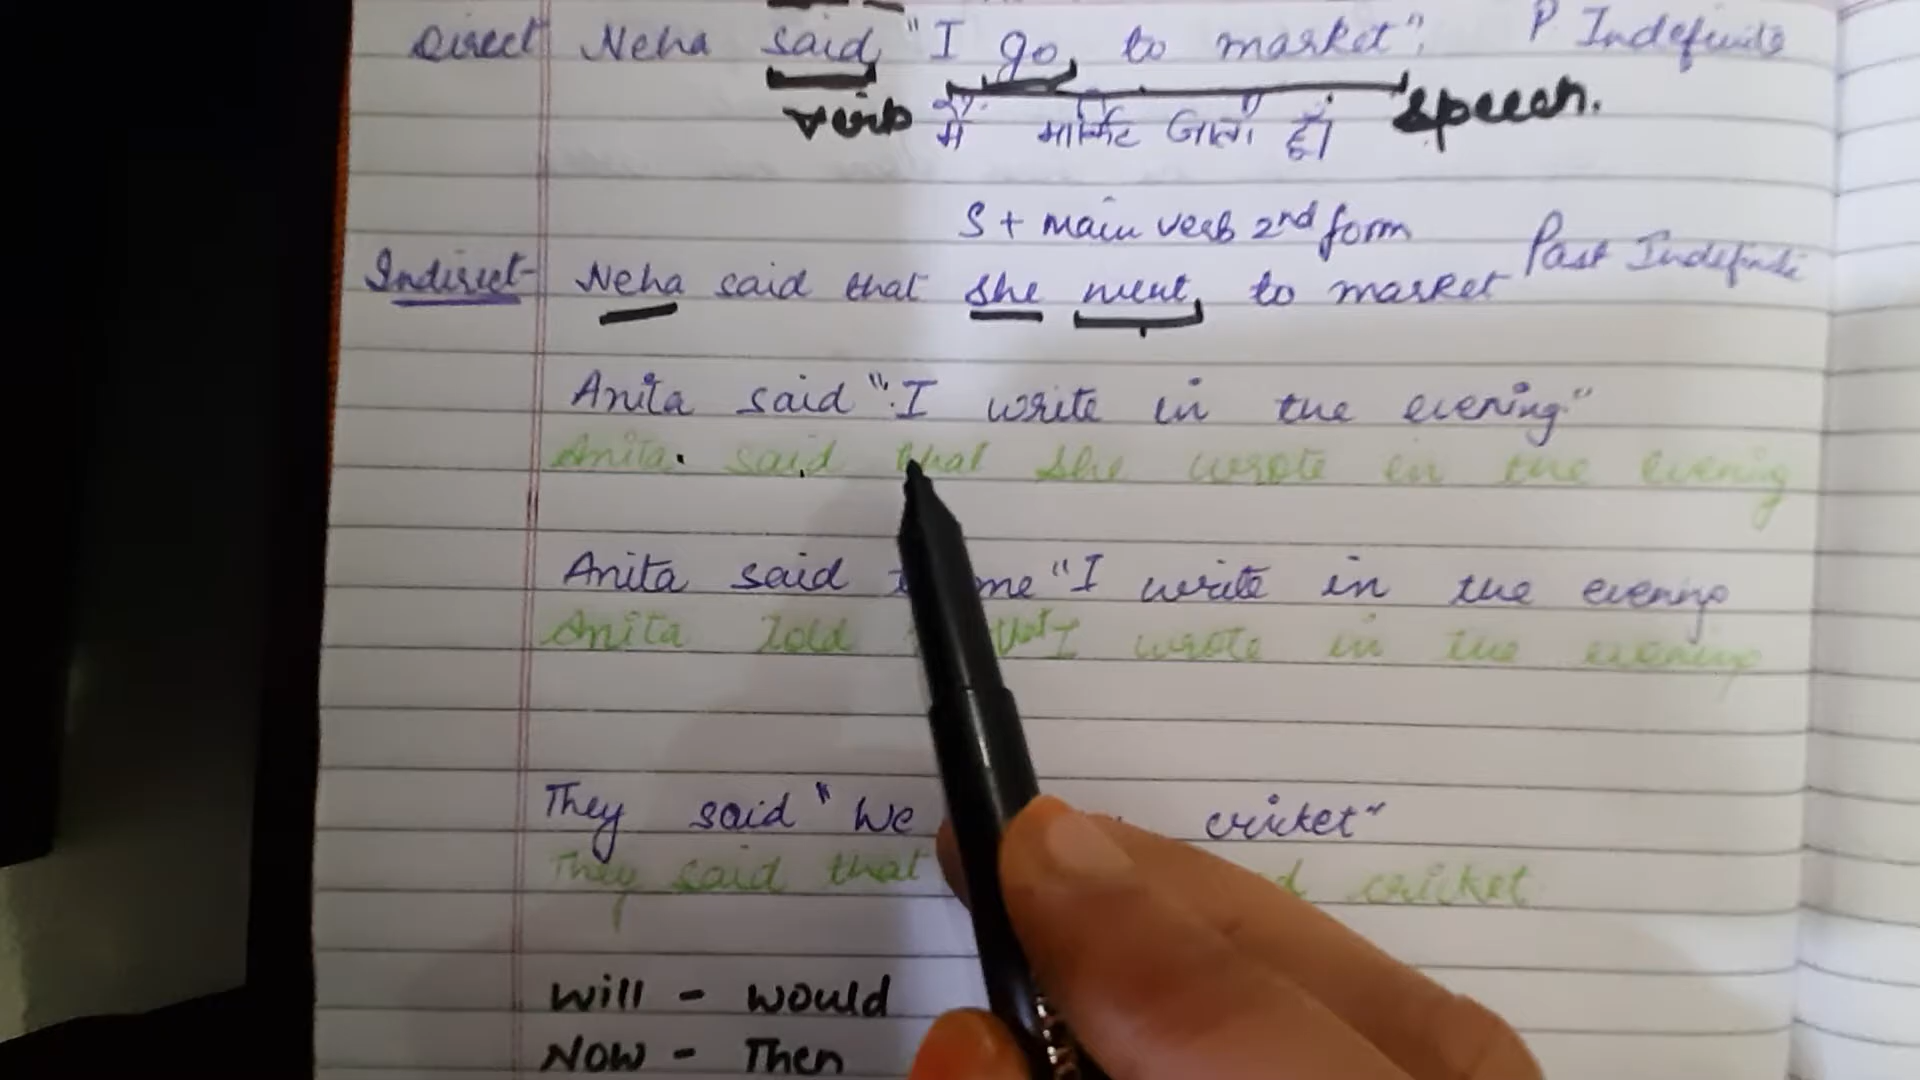 Direct Neha said "I go to market". P Indefinite
verb मैं मार्किट जाता हूँ। speech.
S + main verb 2nd form
Indirect- Neha said that she went to market Past Indefinite
Anita said "I write in the evening"
Anita said that she wrote in the evening
Anita said me "I write in the evening
Anita told that I wrote in the evening
They said "We cricket"
They said that cricket
Will - would
Now - Then